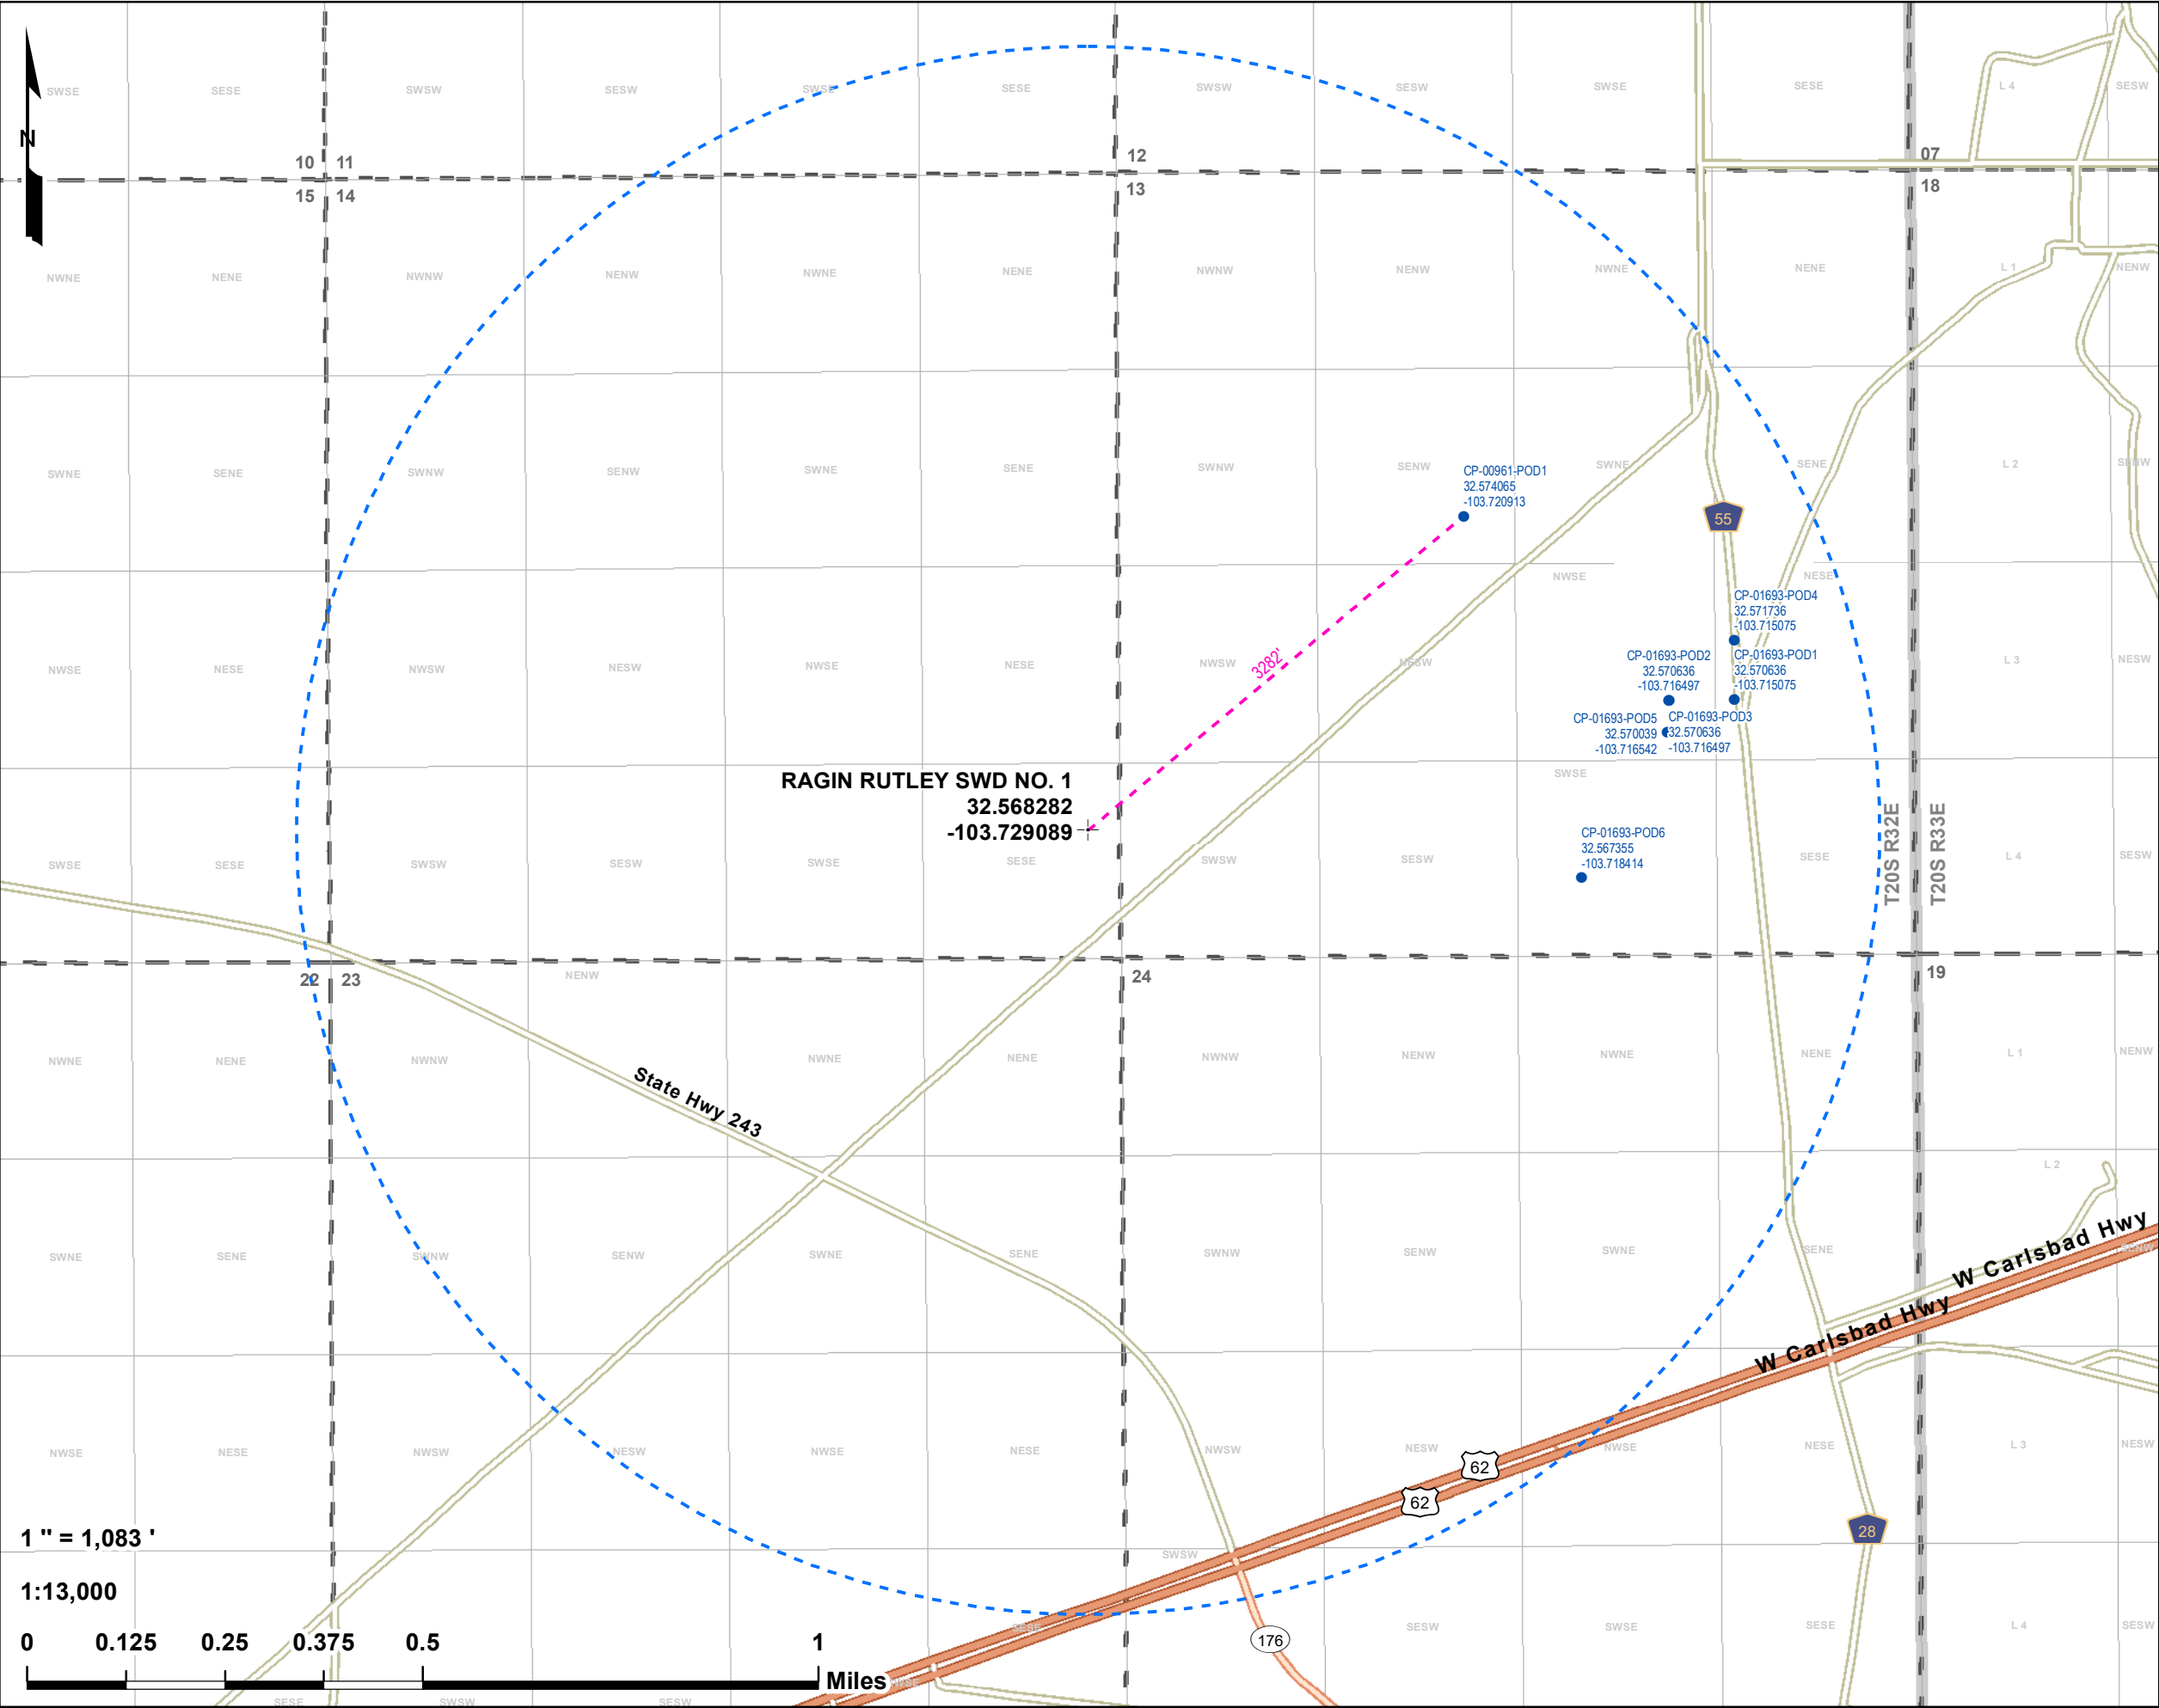 SWSE
SESE
SWSW
SESW
SWSE
SESE
SWSW
SESW
SWSE
SESE
L 4
SESW
N
10
11
12
07
15
14
13
18
NWNE
NENE
NWNW
NENW
NWNE
NENE
NWNW
NENW
NWNE
NENE
L 1
NENW
SWNE
SENE
SWNW
SENW
SWNE
SENE
SWNW
SENW
SWNE
SENE
L 2
SENW
CP-00961-POD1
32.574065
-103.720913
55
NWSE
NESE
CP-01693-POD4
32.571736
-103.715075
CP-01693-POD2
32.570636
-103.716497
CP-01693-POD1
32.570636
-103.715075
3282'
NWSE
NESE
NWSW
NESW
NWSE
NESE
NWSW
NESW
L 3
NESW
CP-01693-POD5
32.570039
-103.716542
CP-01693-POD3
32.570636
-103.716497
RAGIN RUTLEY SWD NO. 1
32.568282
-103.729089
SWSE
CP-01693-POD6
32.567355
-103.718414
T20S R32E
T20S R33E
SWSE
SESE
SWSW
SESW
SWSE
SESE
SWSW
SESW
SESE
L 4
SESW
22
23
NENW
24
19
NWNE
NENE
NWNW
NWNE
NENE
NWNW
NENW
NWNE
NENE
L 1
NENW
State Hwy 243
L 2
SWNE
SENE
SWNW
SENW
SWNE
SENE
SWNW
SENW
SWNE
SENE
SENW
W Carlsbad Hwy
W Carlsbad Hwy
NWSE
NESE
NWSW
NESW
NWSE
NESE
NWSW
NESW
NWSE
NESE
L 3
NESW
62
62
28
1 " = 1,083 '
1:13,000
SWSW
SESE
SESW
SWSE
SESE
L 4
SESW
176
0
0.125
0.25
0.375
0.5
1
Miles
SESE
SWSW
SESW